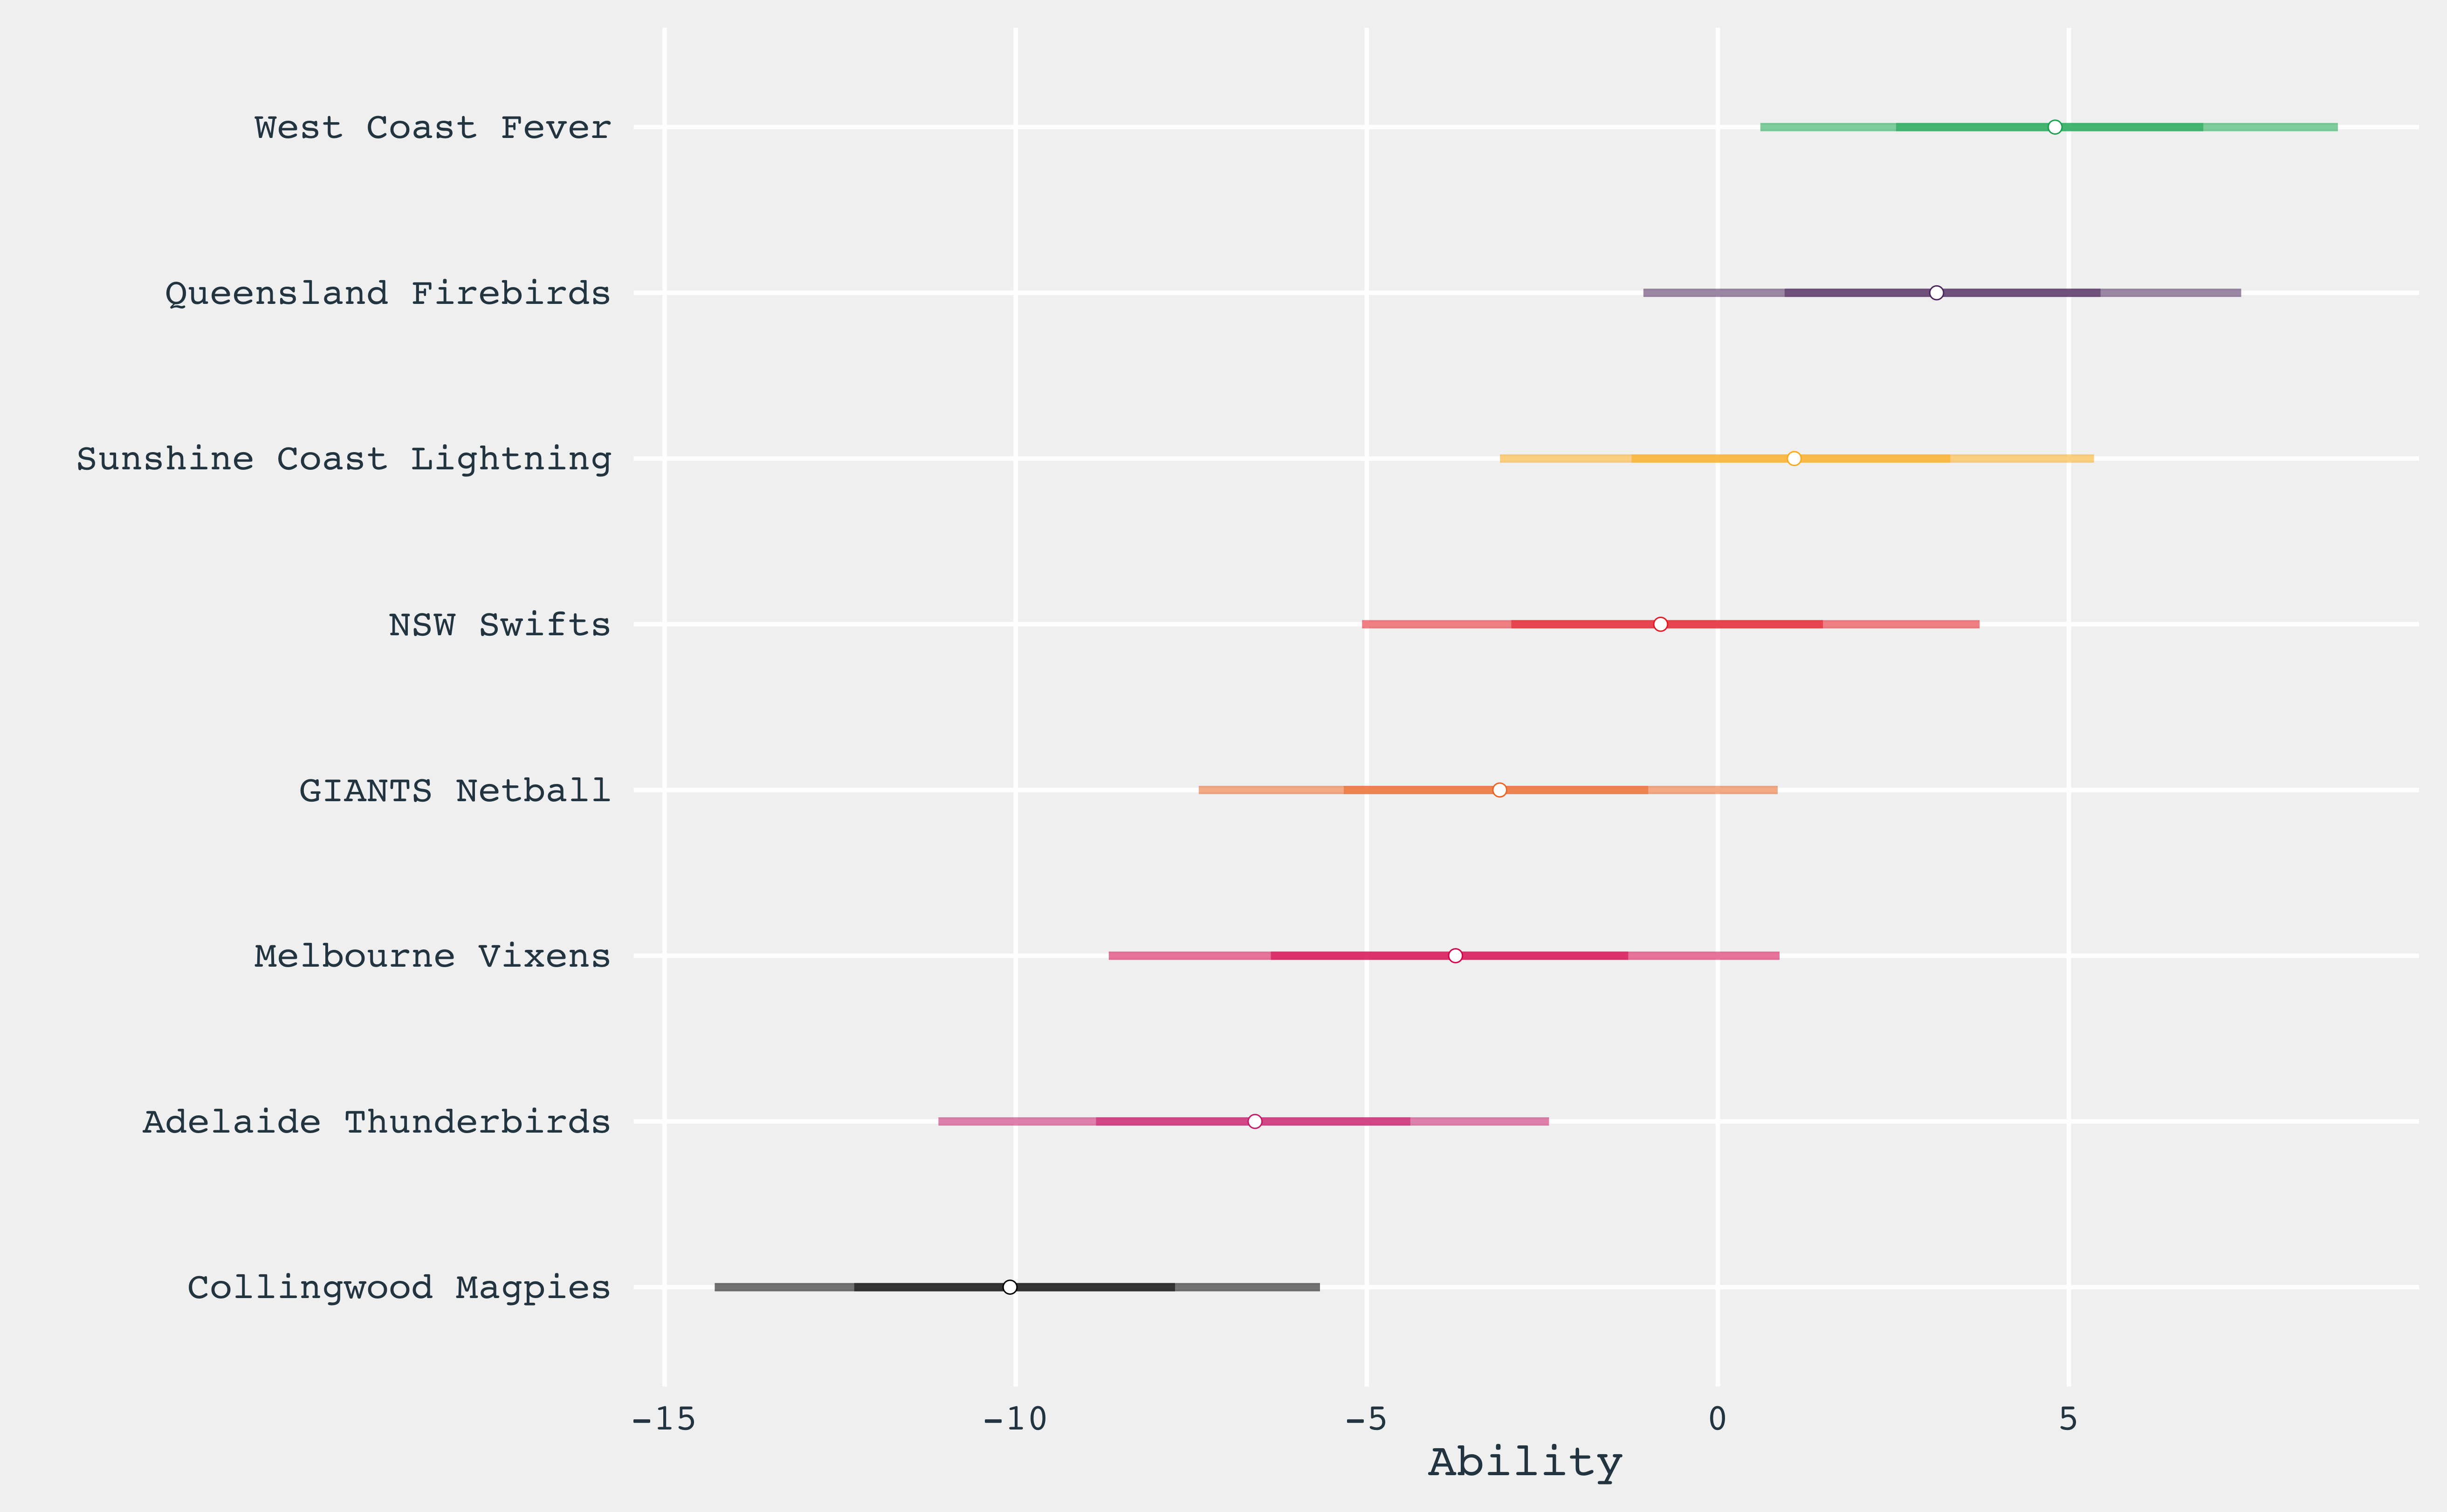 West Coast Fever
Queensland Firebirds
Sunshine Coast Lightning
NSW Swifts
GIANTS Netball
Melbourne Vixens
Adelaide Thunderbirds
Collingwood Magpies
-15 -10 -5 0 5
Ability